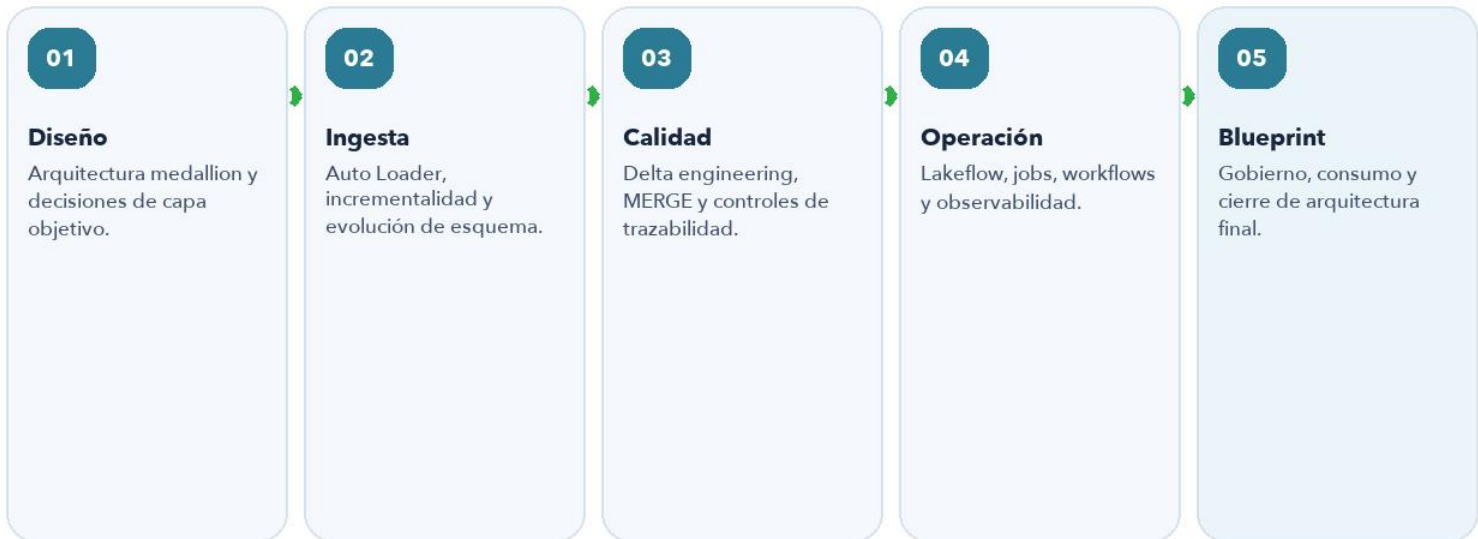 01
Diseño
Arquitectura medallion y
decisiones de capa
objetivo.
02
Ingesta
Auto Loader,
incrementalidad y
evolución de esquema.
03
Calidad
Delta engineering,
MERGE y controles de
trazabilidad.
04
Operación
Lakeflow, jobs, workflows
y observabilidad.
05
Blueprint
Gobierno, consumo y
cierre de arquitectura
final.